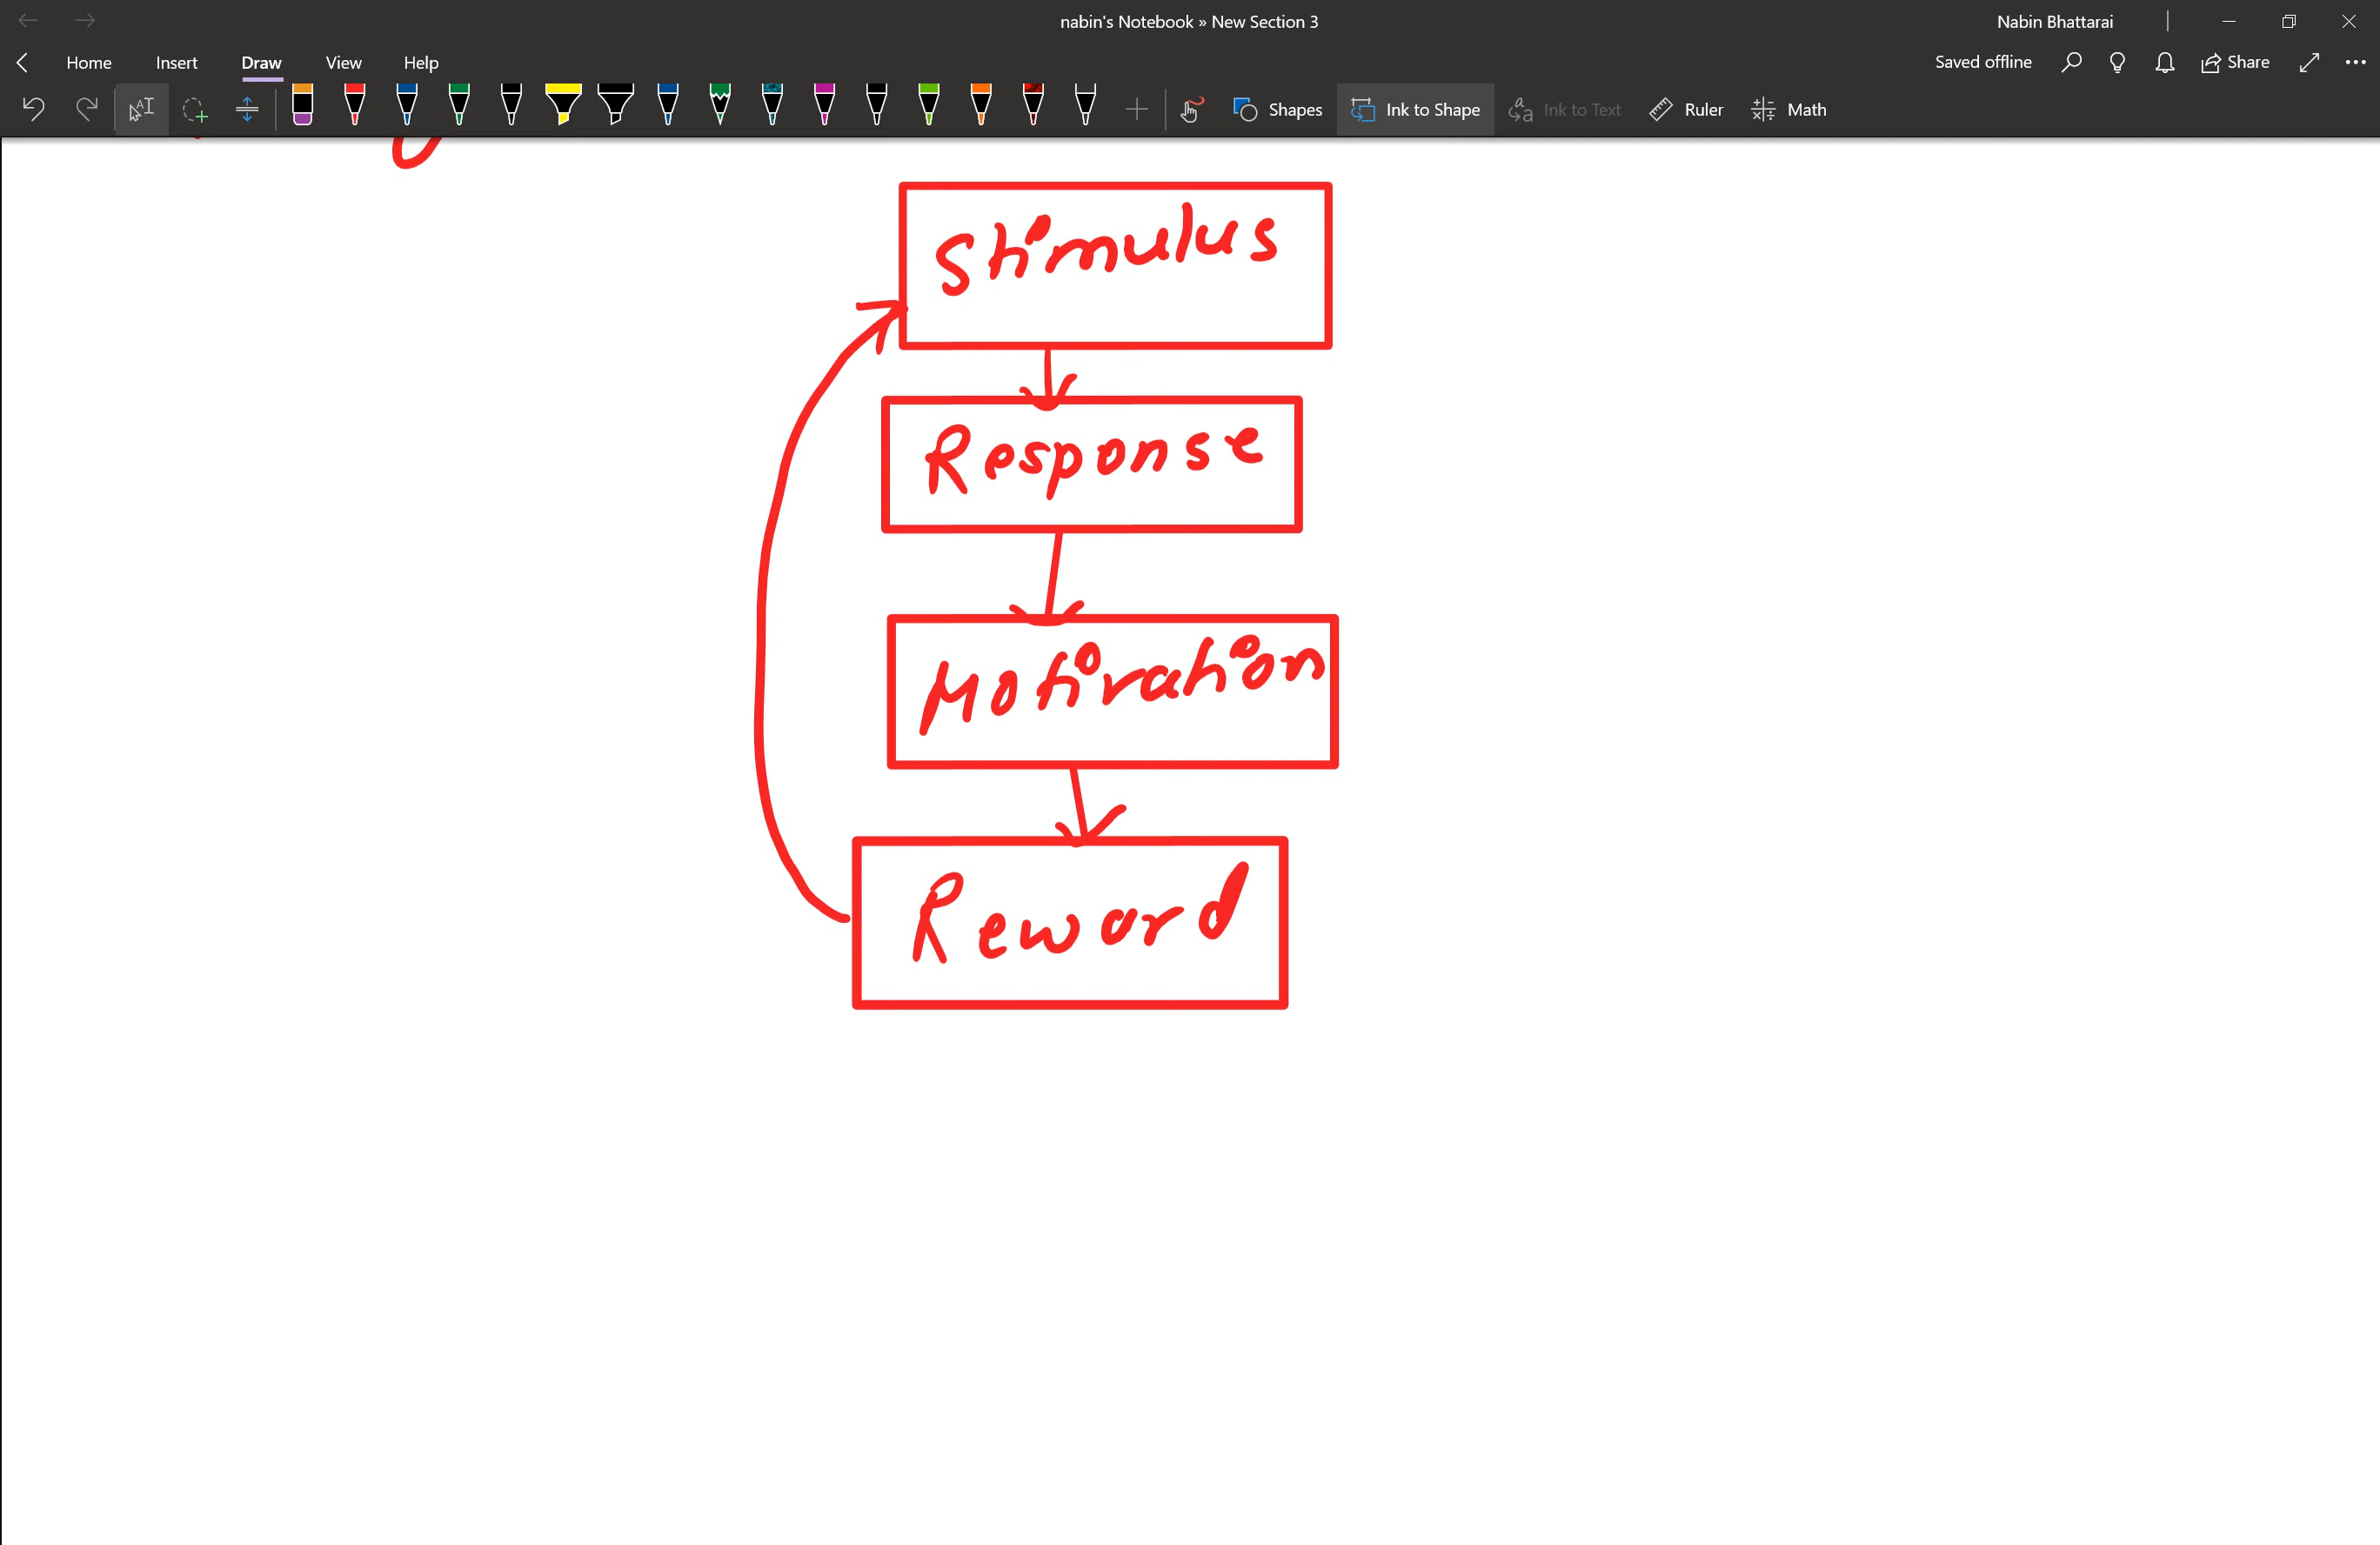 nabin's Notebook » New Section 3
Nabin Bhattarai
Home Insert Draw View Help
Saved offline
Share
Shapes Ink to Shape Ink to Text Ruler Math
Stimulus
Response
Motivation
Reward